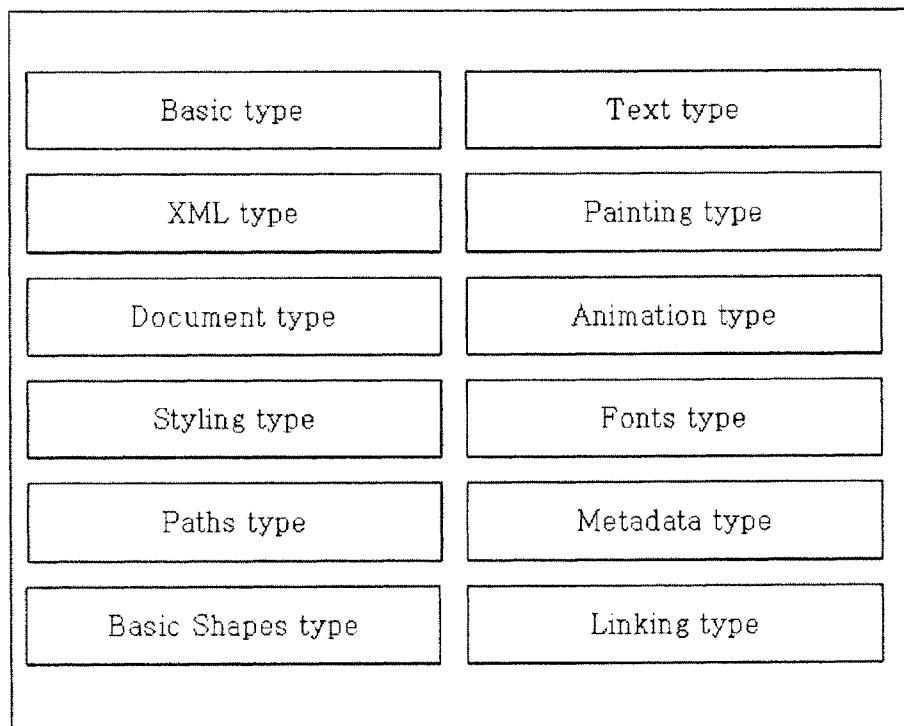 Basic type
Text type
XML type
Painting type
Document type
Animation type
Styling type
Fonts type
Paths type
Metadata type
Basic Shapes type
Linking type